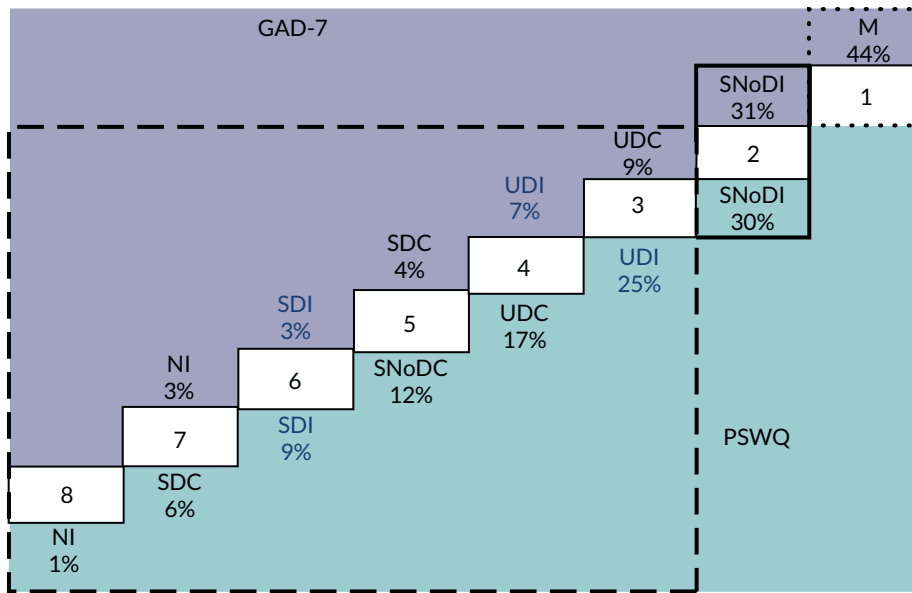 GAD-7
M
44%
1
SNoDI
31%
2
SNoDI
30%
UDC
9%
3
UDI
25%
UDI
7%
4
UDC
17%
SDC
4%
5
SNoDC
12%
SDI
3%
6
SDI
9%
NI
3%
7
SDC
6%
8
NI
1%
PSWQ